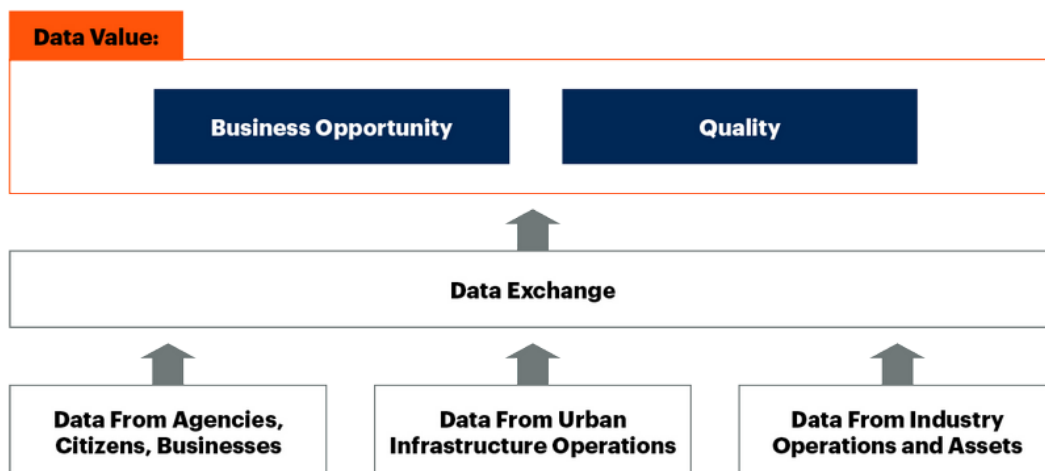 Data Value:
Business Opportunity
Quality
Data Exchange
Data From Agencies,
Citizens, Businesses
Data From Urban
Infrastructure Operations
Data From Industry
Operations and Assets